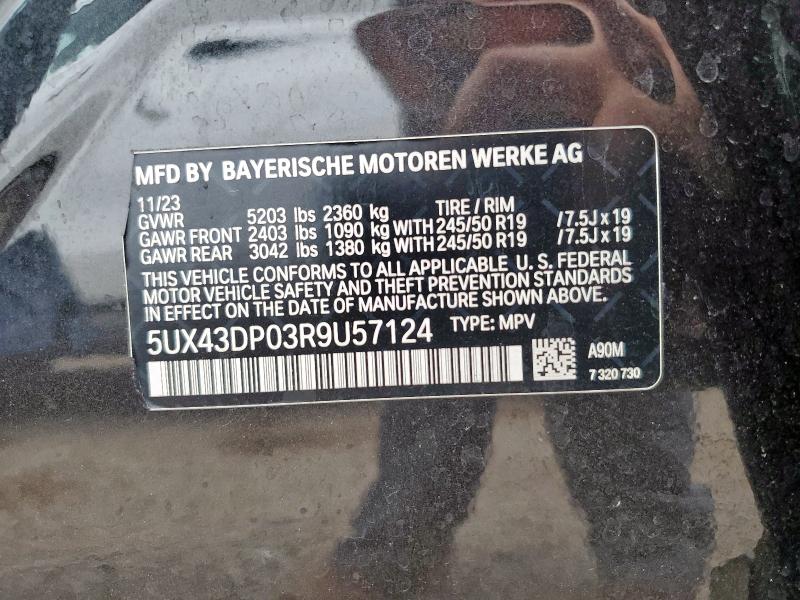 MFD BY BAYERISCHE MOTOREN WERKE AG
11/23 TIRE / RIM
GVWR 5203 lbs 2360 kg
GAWR FRONT 2403 lbs 1090 kg WITH 245/50 R19 /7.5J x 19
GAWR REAR 3042 lbs 1380 kg WITH 245/50 R19 /7.5J x 19
THIS VEHICLE CONFORMS TO ALL APPLICABLE U. S. FEDERAL
MOTOR VEHICLE SAFETY AND THEFT PREVENTION STANDARDS
IN EFFECT ON THE DATE OF MANUFACTURE SHOWN ABOVE.
5UX43DP03R9U57124 TYPE: MPV
A90M
7 320 730